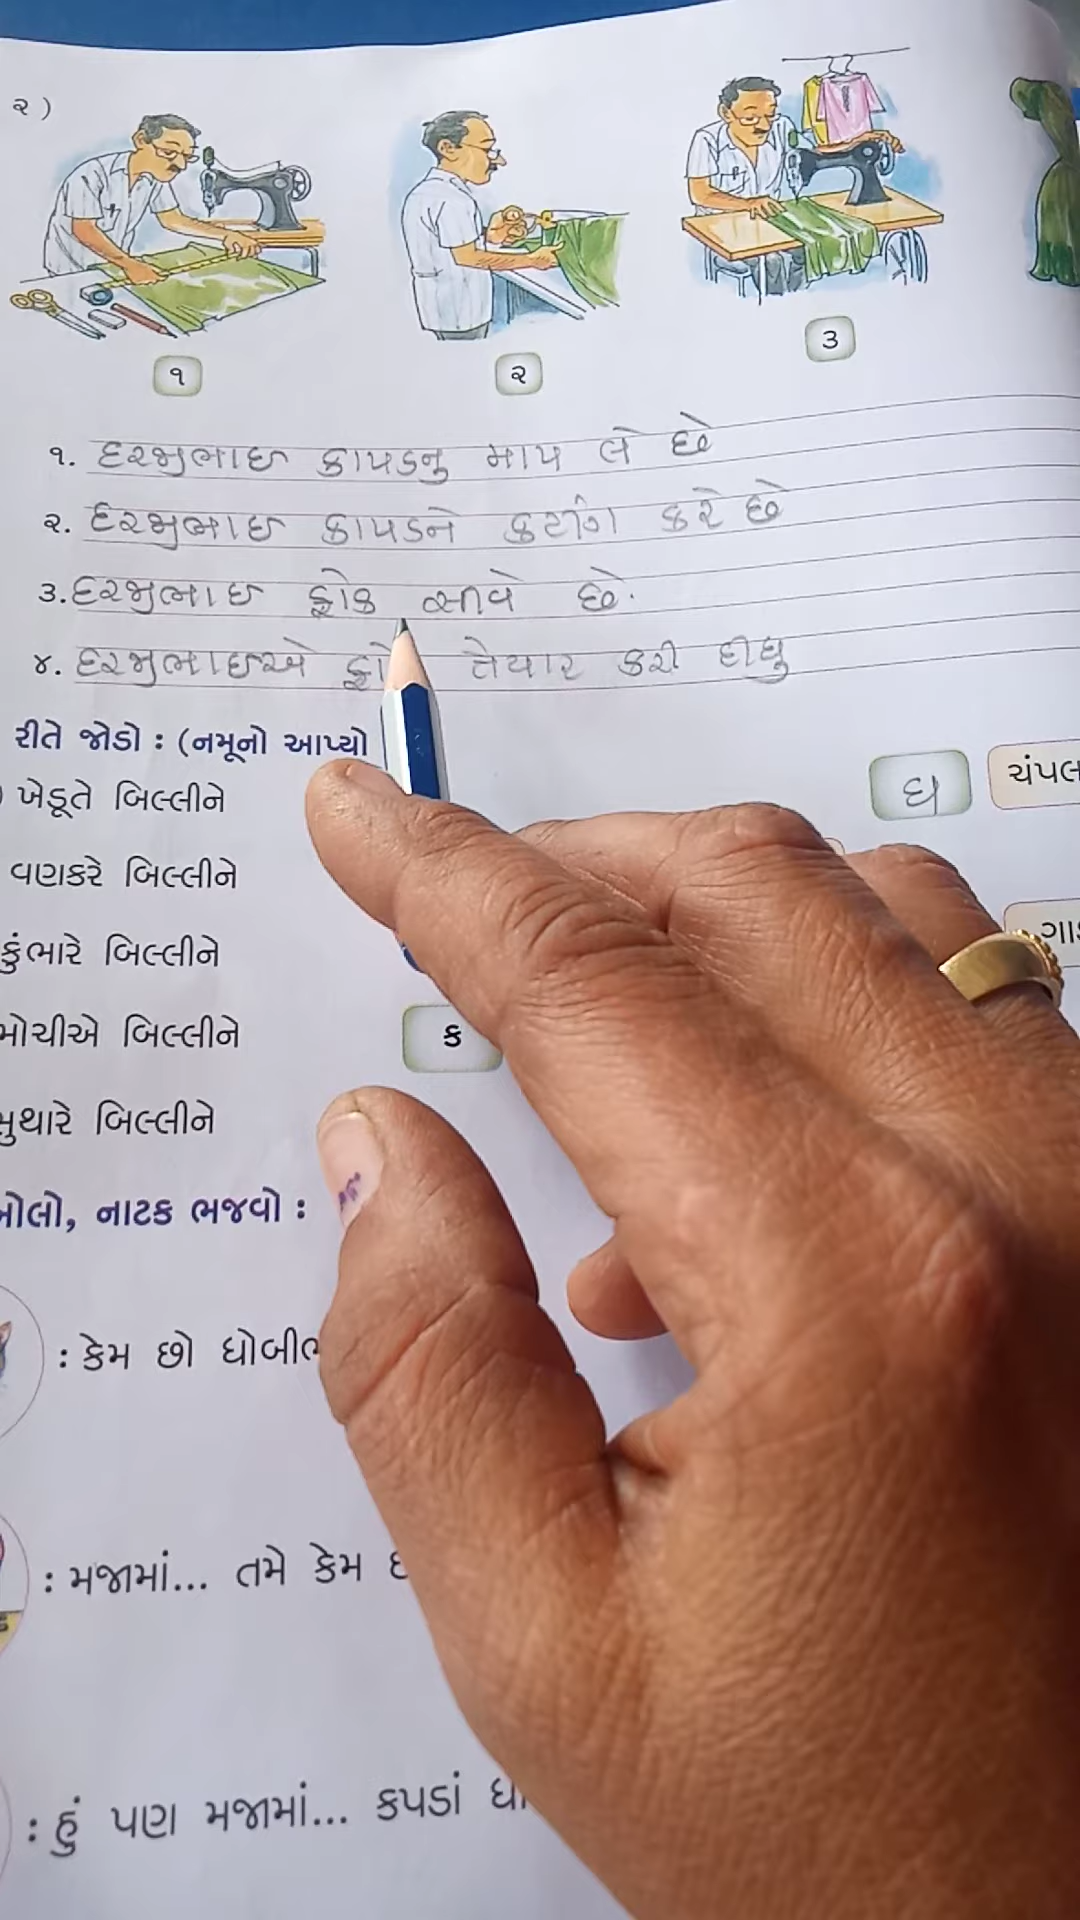 ૨)
૧
૨
૩
૧. દરજીભાઇ કાપડનુ માપ લે છે
૨. દરજીભાઇ કાપડને કટીંગ કરે છે
૩. દરજીભાઇ ફ્રોક સીવે છે.
૪. દરજીભાઇએ તૈયાર કરી દીધુ
રીતે જોડો : (નમૂનો આપ્યો
ખેડૂતે બિલ્લીને
ઘ
વણકરે બિલ્લીને
કુંભારે બિલ્લીને
મોચીએ બિલ્લીને
ક
સુથારે બિલ્લીને
નાટક ભજવો :
: કેમ છો
: મજામાં... તમે કેમ
: હું પણ મજામાં... કપડાં